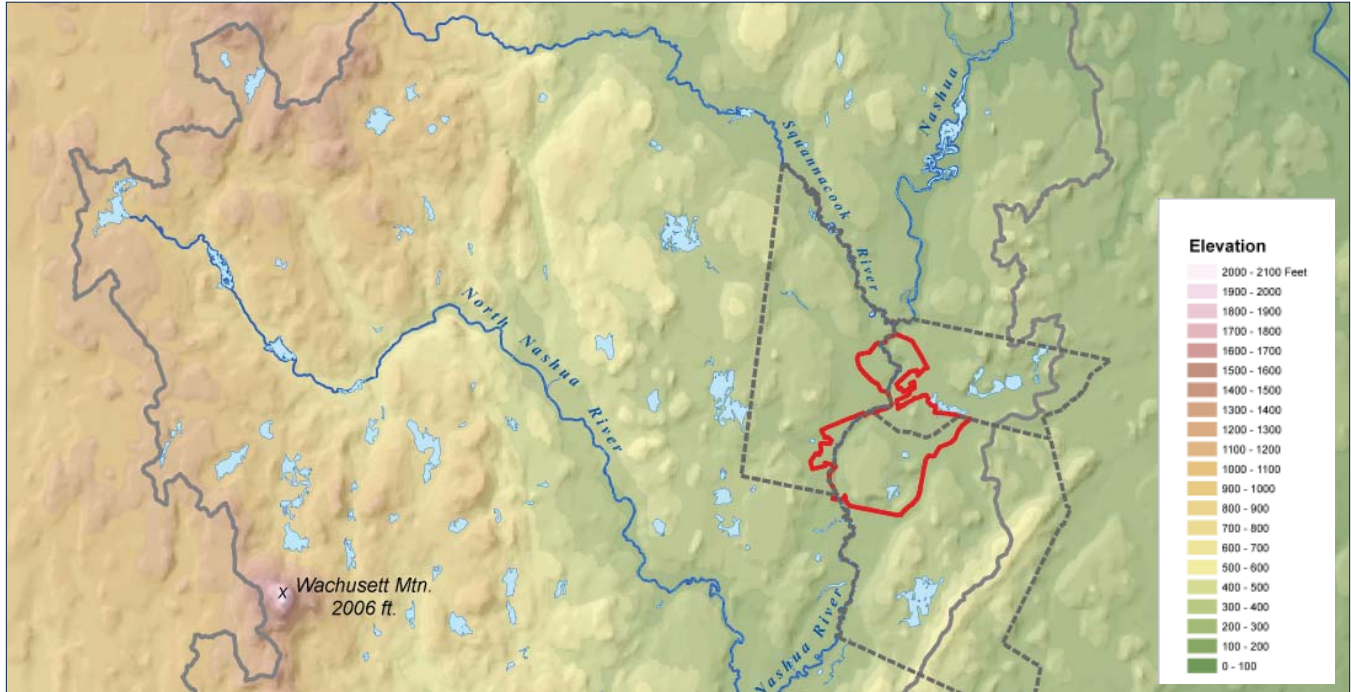 Nashua
Squannacook
River
North Nashua
River
x Wachusett Mtn.
2006 ft.
Nashua River
Elevation
2000 - 2100 Feet
1900 - 2000
1800 - 1900
1700 - 1800
1600 - 1700
1500 - 1600
1400 - 1500
1300 - 1400
1200 - 1300
1100 - 1200
1000 - 1100
900 - 1000
800 - 900
700 - 800
600 - 700
500 - 600
400 - 500
300 - 400
200 - 300
100 - 200
0 - 100